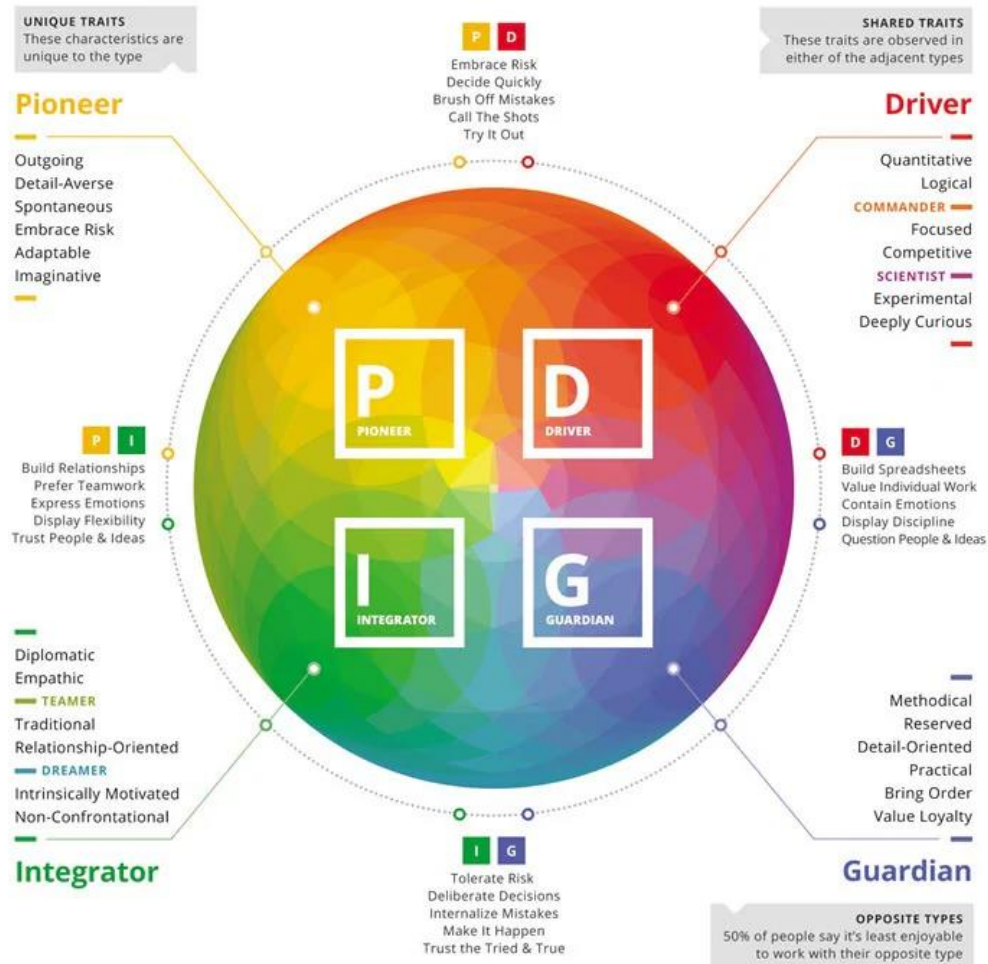 UNIQUE TRAITS
These characteristics are
unique to the type
P D
Embrace Risk
Decide Quickly
Brush Off Mistakes
Call The Shots
Try It Out
SHARED TRAITS
These traits are observed in
either of the adjacent types
Pioneer
Outgoing
Detail-Averse
Spontaneous
Embrace Risk
Adaptable
Imaginative
Driver
Quantitative
Logical
COMMANDER
Focused
Competitive
SCIENTIST
Experimental
Deeply Curious
P
PIONEER
D
DRIVER
P I
Build Relationships
Prefer Teamwork
Express Emotions
Display Flexibility
Trust People & Ideas
D G
Build Spreadsheets
Value Individual Work
Contain Emotions
Display Discipline
Question People & Ideas
I
INTEGRATOR
G
GUARDIAN
Diplomatic
Empathic
TEAMER
Traditional
Relationship-Oriented
DREAMER
Intrinsically Motivated
Non-Confrontational
Integrator
Methodical
Reserved
Detail-Oriented
Practical
Bring Order
Value Loyalty
Guardian
I G
Tolerate Risk
Deliberate Decisions
Internalize Mistakes
Make It Happen
Trust the Tried & True
OPPOSITE TYPES
50% of people say it's least enjoyable
to work with their opposite type